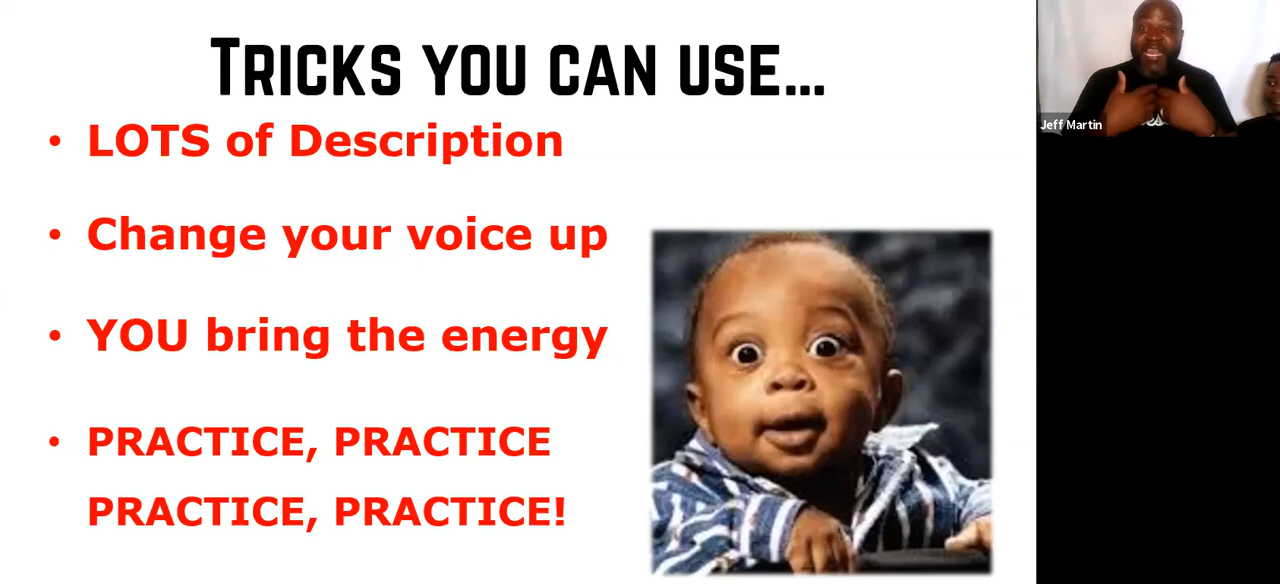 TRICKS YOU CAN USE...
• LOTS of Description
• Change your voice up
• YOU bring the energy
• PRACTICE, PRACTICE
PRACTICE, PRACTICE!
Jeff Martin